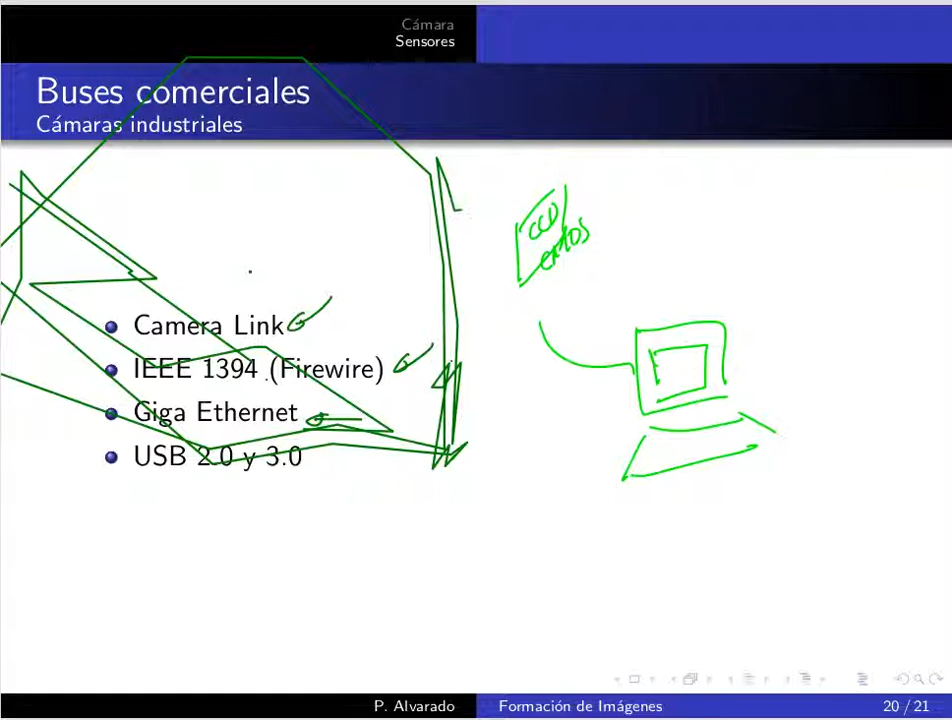 Cámara
Sensores
Buses comerciales
Cámaras industriales
CCD
Camera Link
IEEE 1394 (Firewire)
Giga Ethernet
USB 2.0 y 3.0
P. Alvarado
Formación de Imágenes
20 / 21